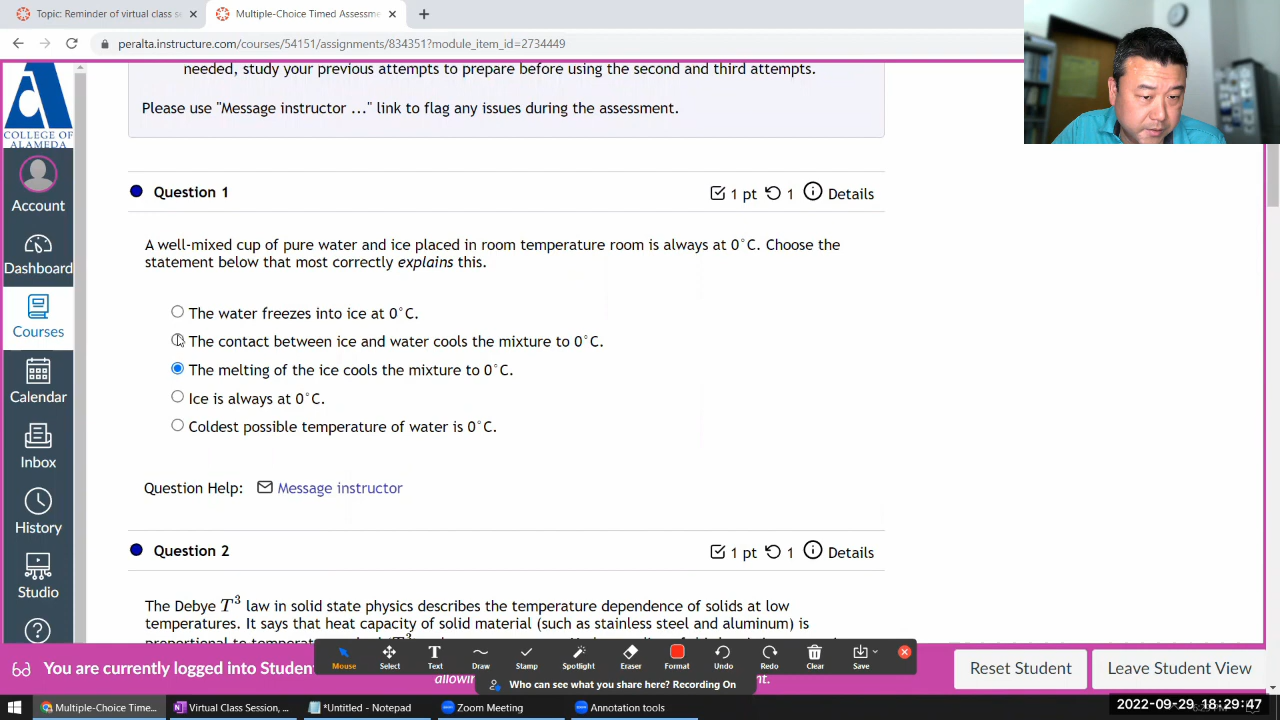 Topic: Reminder of virtual class se
Multiple-Choice Timed Assessme
peralta.instructure.com/courses/54151/assignments/834351?module_item_id=2734449
COLLEGE OF
ALAMEDA
Account
Dashboard
Courses
Calendar
Inbox
History
Studio
needed, study your previous attempts to prepare before using the second and third attempts.
Please use "Message instructor ..." link to flag any issues during the assessment.
Question 1
1 pt 1 Details
A well-mixed cup of pure water and ice placed in room temperature room is always at 0°C. Choose the
statement below that most correctly explains this.
The water freezes into ice at 0°C.
The contact between ice and water cools the mixture to 0°C.
The melting of the ice cools the mixture to 0°C.
Ice is always at 0°C.
Coldest possible temperature of water is 0°C.
Question Help: Message instructor
Question 2
1 pt 1 Details
The Debye T³ law in solid state physics describes the temperature dependence of solids at low
temperatures. It says that heat capacity of solid material (such as stainless steel and aluminum) is
Mouse Select Text Draw Stamp Spotlight Eraser Format Undo Redo Clear Save
You are currently logged into Studen
Who can see what you share here? Recording On
Reset Student
Leave Student View
Multiple-Choice Time...
Virtual Class Session, ...
*Untitled - Notepad
Zoom Meeting
Annotation tools
2022-09-29 18:29:47